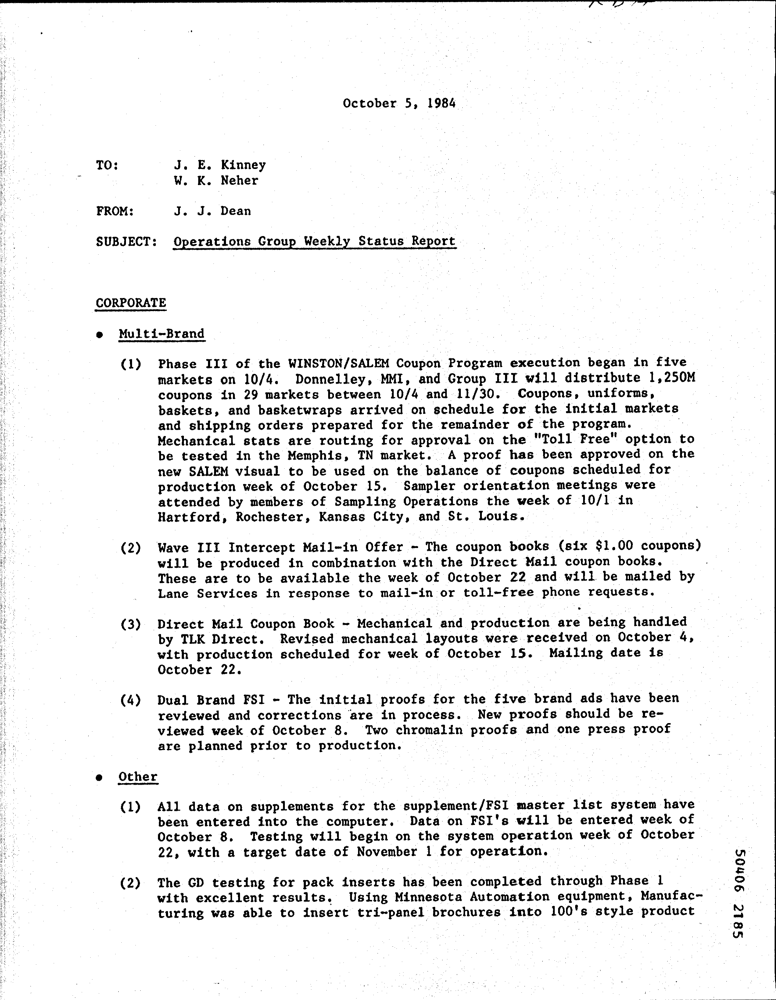 October 5, 1984
TO: J. E. Kinney
W. K. Neher
FROM: J. J. Dean
SUBJECT: Operations Group Weekly Status Report
CORPORATE
• Multi-Brand
(1) Phase III of the WINSTON/SALEM Coupon Program execution began in five
markets on 10/4. Donnelley, MMI, and Group III will distribute 1,250M
coupons in 29 markets between 10/4 and 11/30. Coupons, uniforms,
baskets, and basketwraps arrived on schedule for the initial markets
and shipping orders prepared for the remainder of the program.
Mechanical stats are routing for approval on the "Toll Free" option to
be tested in the Memphis, TN market. A proof has been approved on the
new SALEM visual to be used on the balance of coupons scheduled for
production week of October 15. Sampler orientation meetings were
attended by members of Sampling Operations the week of 10/1 in
Hartford, Rochester, Kansas City, and St. Louis.
(2) Wave III Intercept Mail-in Offer - The coupon books (six $1.00 coupons)
will be produced in combination with the Direct Mail coupon books.
These are to be available the week of October 22 and will be mailed by
Lane Services in response to mail-in or toll-free phone requests.
(3) Direct Mail Coupon Book - Mechanical and production are being handled
by TLK Direct. Revised mechanical layouts were received on October 4,
with production scheduled for week of October 15. Mailing date is
October 22.
(4) Dual Brand FSI - The initial proofs for the five brand ads have been
reviewed and corrections are in process. New proofs should be re-
viewed week of October 8. Two chromalin proofs and one press proof
are planned prior to production.
• Other
(1) All data on supplements for the supplement/FSI master list system have
been entered into the computer. Data on FSI's will be entered week of
October 8. Testing will begin on the system operation week of October
22, with a target date of November 1 for operation.
(2) The GD testing for pack inserts has been completed through Phase 1
with excellent results. Using Minnesota Automation equipment, Manufac-
turing was able to insert tri-panel brochures into 100's style product
50406 2185